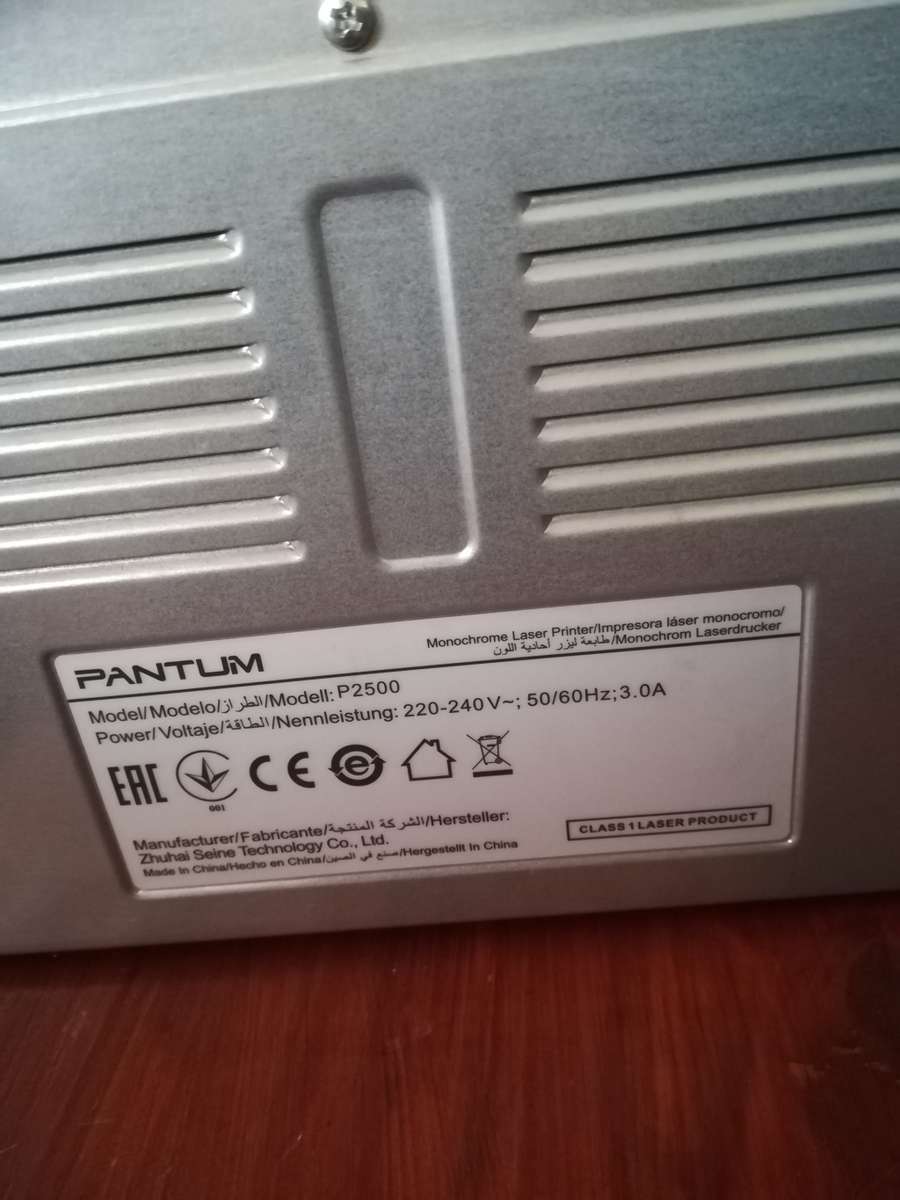 PANTUM
Monochrome Laser Printer/Impresora láser monocromo/
طابعة ليزر أحادية اللون/Monochrom Laserdrucker
Model/Modelo/الطراز/Modell: P2500
Power/Voltaje/الطاقة/Nennleistung: 220-240V~; 50/60Hz;3.0A
EAC
001
CE
e
Manufacturer/Fabricante/الشركة المنتجة/Hersteller:
Zhuhai Seine Technology Co., Ltd.
Made in China/Hecho en China/صنع في الصين/Hergestellt in China
CLASS 1 LASER PRODUCT